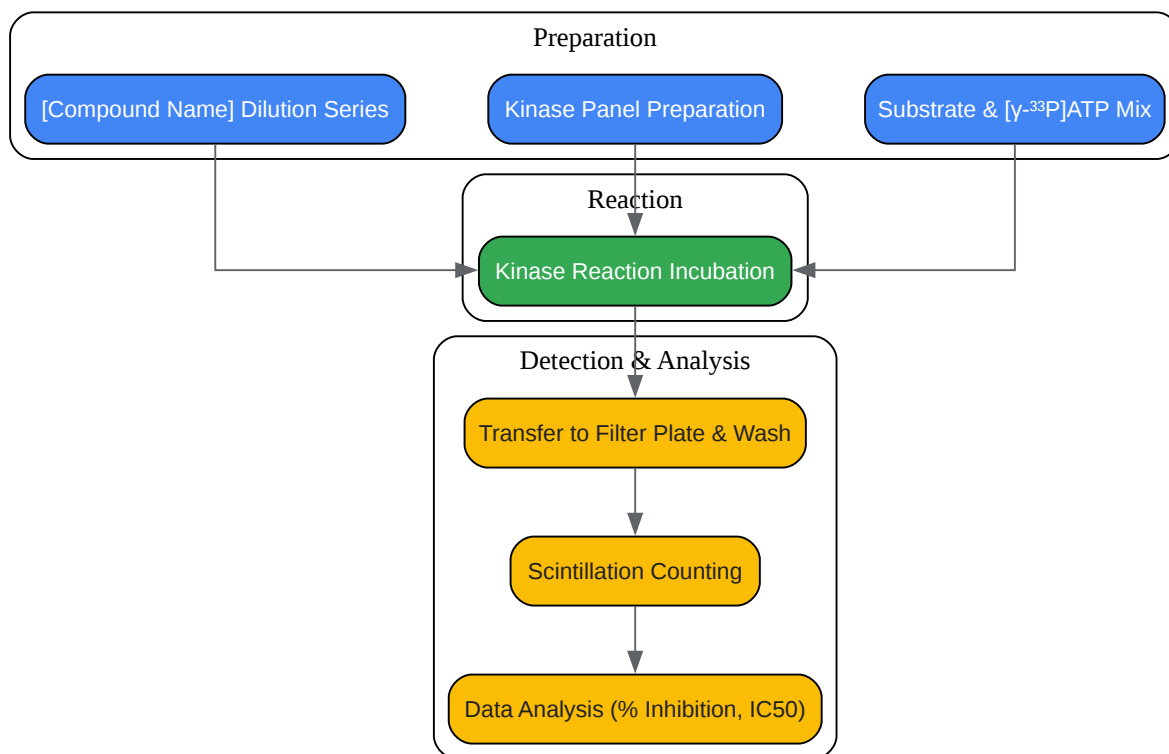 Preparation
[Compound Name] Dilution Series
Kinase Panel Preparation
Substrate & [γ-³³P]ATP Mix
Reaction
Kinase Reaction Incubation
Detection & Analysis
Transfer to Filter Plate & Wash
Scintillation Counting
Data Analysis (% Inhibition, IC50)